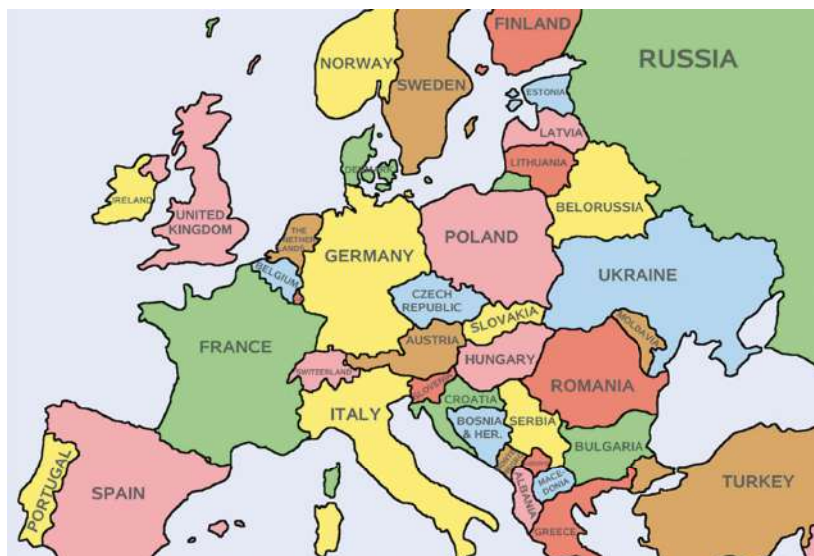 FINLAND
RUSSIA
NORWAY
SWEDEN
ESTONIA
LATVIA
DENMARK
LITHUANIA
IRELAND
UNITED
KINGDOM
BELORUSSIA
THE
NETHER
LANDS
POLAND
GERMANY
BELGIUM
UKRAINE
CZECH
REPUBLIC
SLOVAKIA
MOLDAVIA
FRANCE
AUSTRIA
HUNGARY
SWITZERLAND
SLOVENIA
ROMANIA
CROATIA
ITALY
BOSNIA
& HER.
SERBIA
BULGARIA
PORTUGAL
SPAIN
ALBANIA
MACE-
DONIA
TURKEY
GREECE